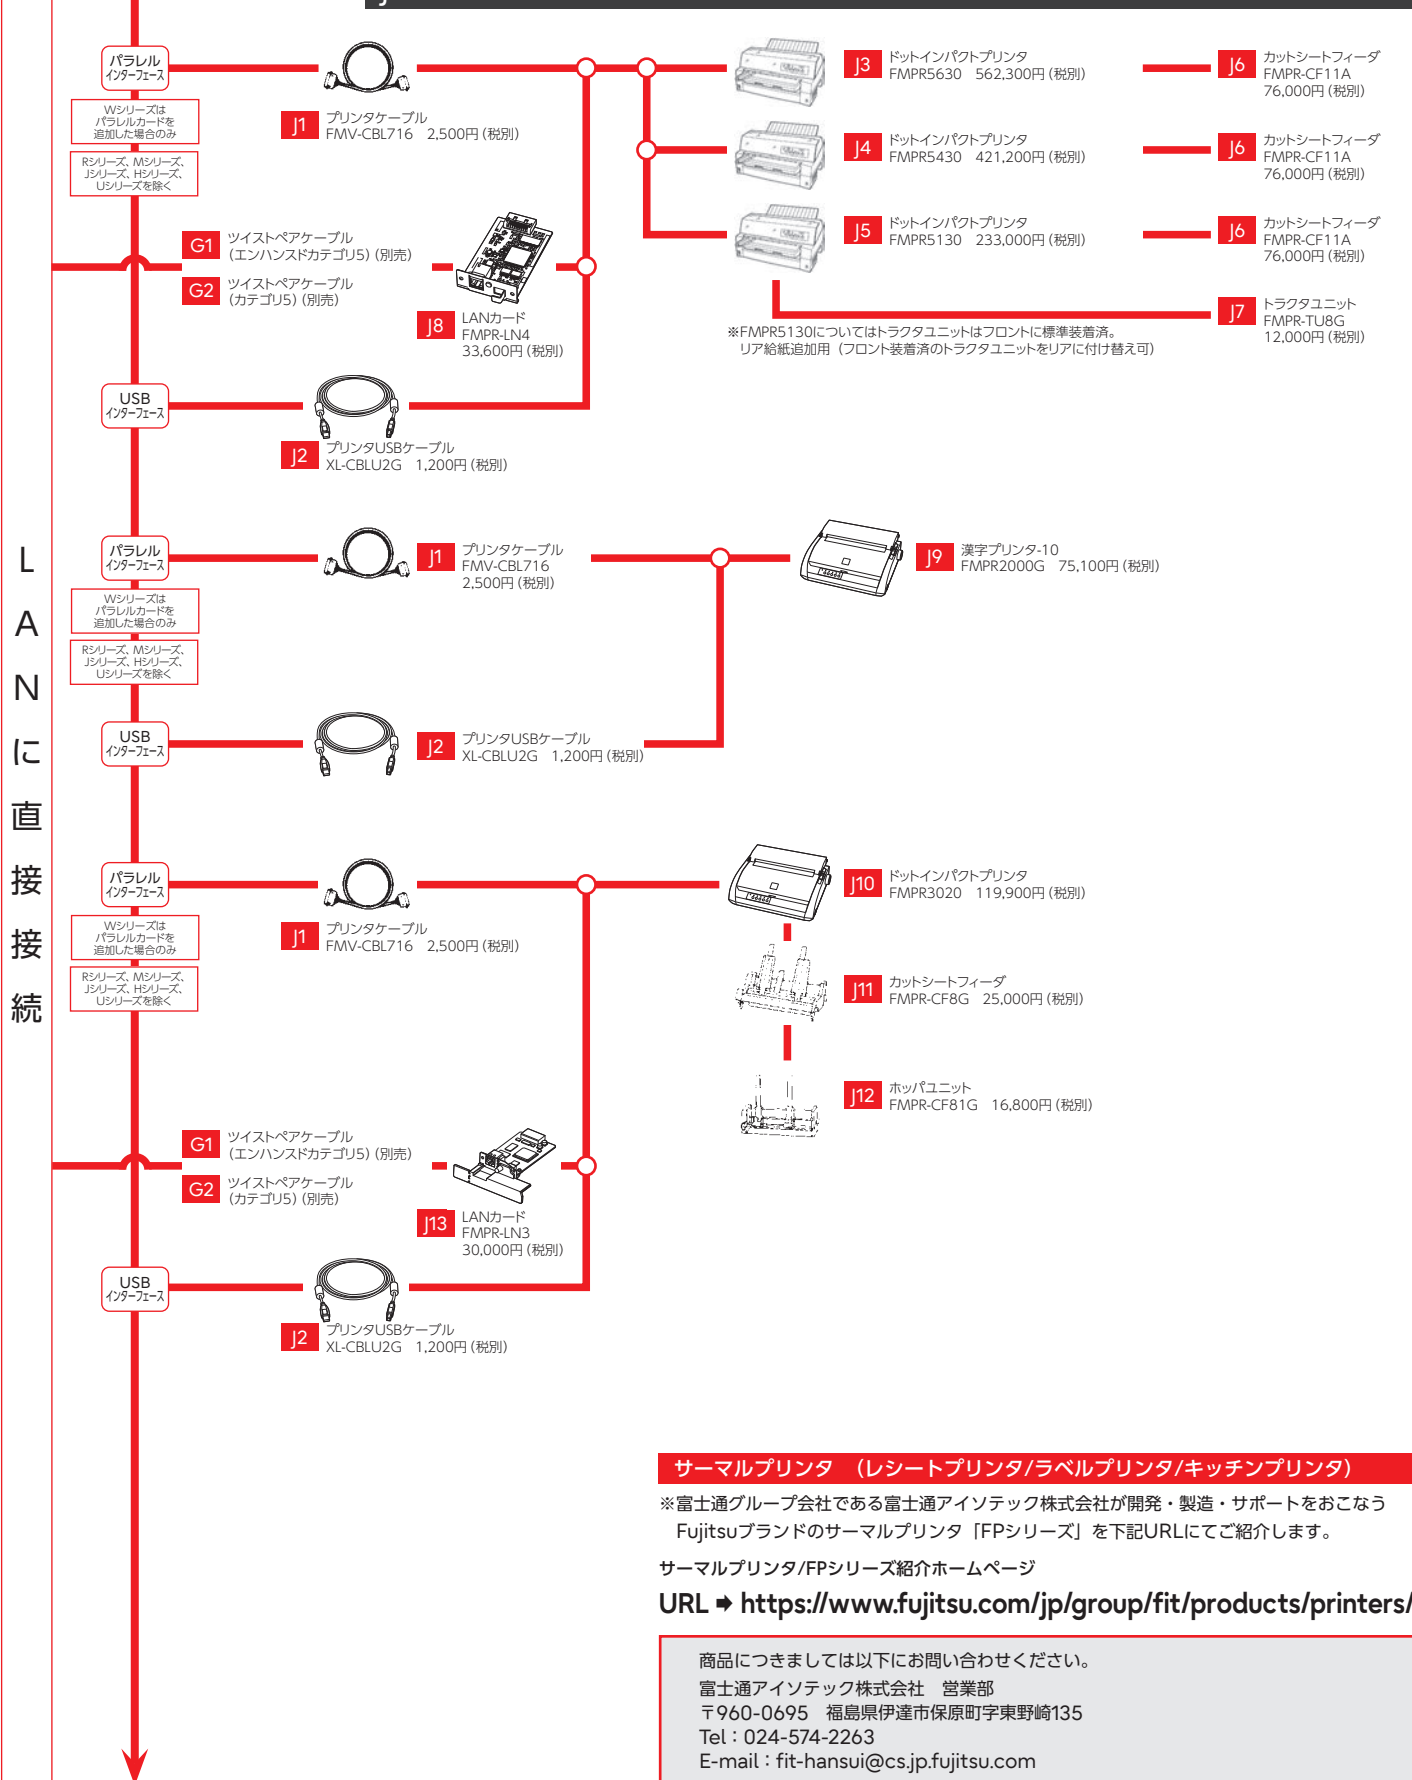 パラレル
インターフェース
Wシリーズは
パラレルカードを
追加した場合のみ
Rシリーズ、Mシリーズ、
Jシリーズ、Hシリーズ、
Uシリーズを除く
J1 プリンタケーブル
FMV-CBL716 2,500円(税別)
J3 ドットインパクトプリンタ
FMPR5630 562,300円(税別)
J6 カットシートフィーダ
FMPR-CF11A
76,000円(税別)
J4 ドットインパクトプリンタ
FMPR5430 421,200円(税別)
J6 カットシートフィーダ
FMPR-CF11A
76,000円(税別)
J5 ドットインパクトプリンタ
FMPR5130 233,000円(税別)
J6 カットシートフィーダ
FMPR-CF11A
76,000円(税別)
G1 ツイストペアケーブル
(エンハンスドカテゴリ5)(別売)
G2 ツイストペアケーブル
(カテゴリ5)(別売)
J8 LANカード
FMPR-LN4
33,600円(税別)
J7 トラクタユニット
FMPR-TU8G
12,000円(税別)
※FMPR5130についてはトラクタユニットはフロントに標準装着済。
リア給紙追加用(フロント装着済のトラクタユニットをリアに付け替え可)
USB
インターフェース
J2 プリンタUSBケーブル
XL-CBLU2G 1,200円(税別)
LANに直接接続
パラレル
インターフェース
Wシリーズは
パラレルカードを
追加した場合のみ
Rシリーズ、Mシリーズ、
Jシリーズ、Hシリーズ、
Uシリーズを除く
J1 プリンタケーブル
FMV-CBL716
2,500円(税別)
J9 漢字プリンタ-10
FMPR2000G 75,100円(税別)
USB
インターフェース
J2 プリンタUSBケーブル
XL-CBLU2G 1,200円(税別)
パラレル
インターフェース
Wシリーズは
パラレルカードを
追加した場合のみ
Rシリーズ、Mシリーズ、
Jシリーズ、Hシリーズ、
Uシリーズを除く
J1 プリンタケーブル
FMV-CBL716 2,500円(税別)
J10 ドットインパクトプリンタ
FMPR3020 119,900円(税別)
J11 カットシートフィーダ
FMPR-CF8G 25,000円(税別)
J12 ホッパユニット
FMPR-CF81G 16,800円(税別)
G1 ツイストペアケーブル
(エンハンスドカテゴリ5)(別売)
G2 ツイストペアケーブル
(カテゴリ5)(別売)
J13 LANカード
FMPR-LN3
30,000円(税別)
USB
インターフェース
J2 プリンタUSBケーブル
XL-CBLU2G 1,200円(税別)
サーマルプリンタ (レシートプリンタ/ラベルプリンタ/キッチンプリンタ)
※富士通グループ会社である富士通アイソテック株式会社が開発・製造・サポートをおこなう
Fujitsuブランドのサーマルプリンタ「FPシリーズ」を下記URLにてご紹介します。
サーマルプリンタ/FPシリーズ紹介ホームページ
URL➡https://www.fujitsu.com/jp/group/fit/products/printers/
商品につきましては以下にお問い合わせください。
富士通アイソテック株式会社 営業部
〒960-0695 福島県伊達市保原町字東野崎135
Tel:024-574-2263
E-mail:fit-hansui@cs.jp.fujitsu.com